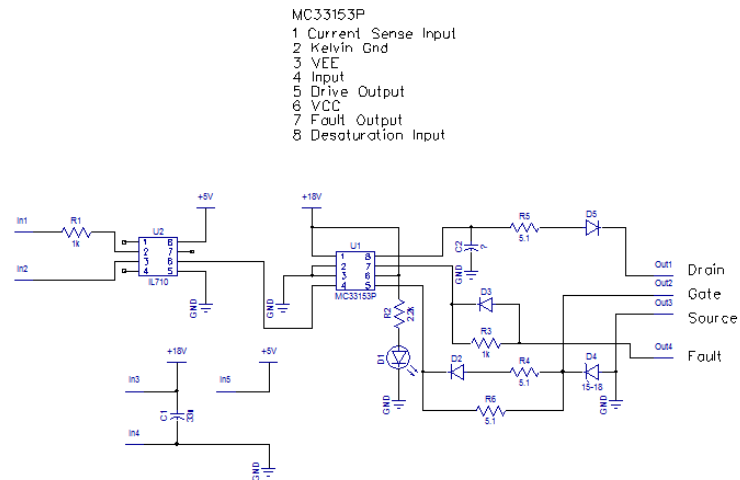 MC33153P
1 Current Sense Input
2 Kelvin Gnd
3 VEE
4 Input
5 Drive Output
6 VCC
7 Fault Output
8 Desaturation Input
+5V
+18V
In1
R1
1k
U2
1 8
2 7
3 6
4 5
IL710
GND
In2
GND
U1
1 8
2 7
3 6
4 5
MC33153P
C2
?
GND
R5
5.1
D5
Out1
Drain
Out2
Gate
Out3
Source
D3
R3
1k
Out4
Fault
R2
2.2K
D1
GND
D2
R4
5.1
D4
15-18
GND
R6
5.1
+18V
+5V
In3
In5
C1
33u
In4
GND